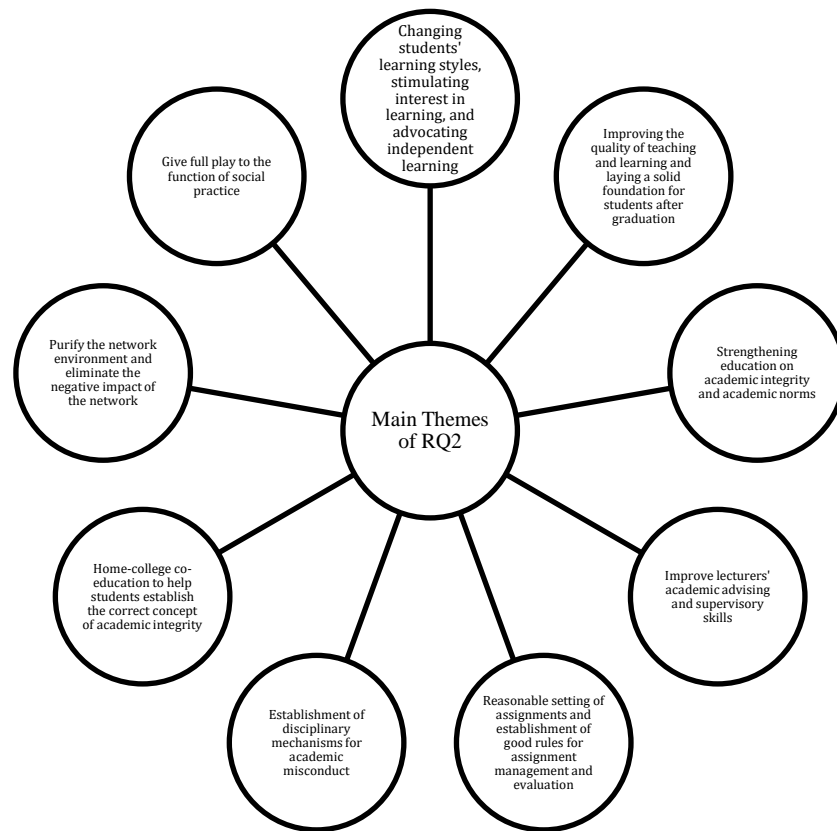 Changing
students'
learning styles,
stimulating
interest in
learning, and
advocating
independent
learning
Improving the
quality of teaching
and learning and
laying a solid
foundation for
students after
graduation
Strengthening
education on
academic integrity
and academic norms
Improve lecturers'
academic advising
and supervisory
skills
Reasonable setting of
assignments and
establishment of
good rules for
assignment
management and
evaluation
Establishment of
disciplinary
mechanisms for
academic
misconduct
Home-college co-
education to help
students establish
the correct concept
of academic integrity
Purify the network
environment and
eliminate the
negative impact of
the network
Give full play to the
function of social
practice
Main Themes
of RQ2